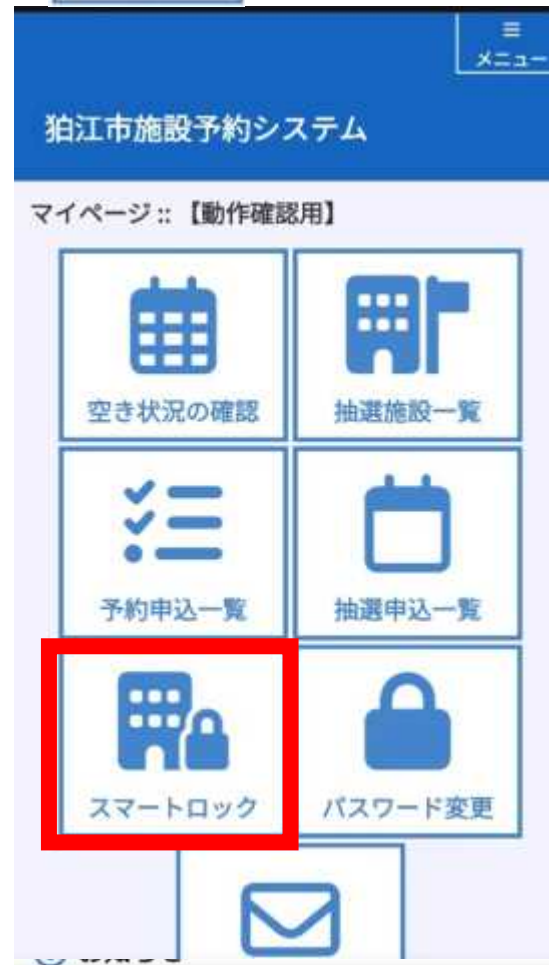 メニュー
狛江市施設予約システム
マイページ :: 【動作確認用】
空き状況の確認
抽選施設一覧
予約申込一覧
抽選申込一覧
スマートロック
パスワード変更